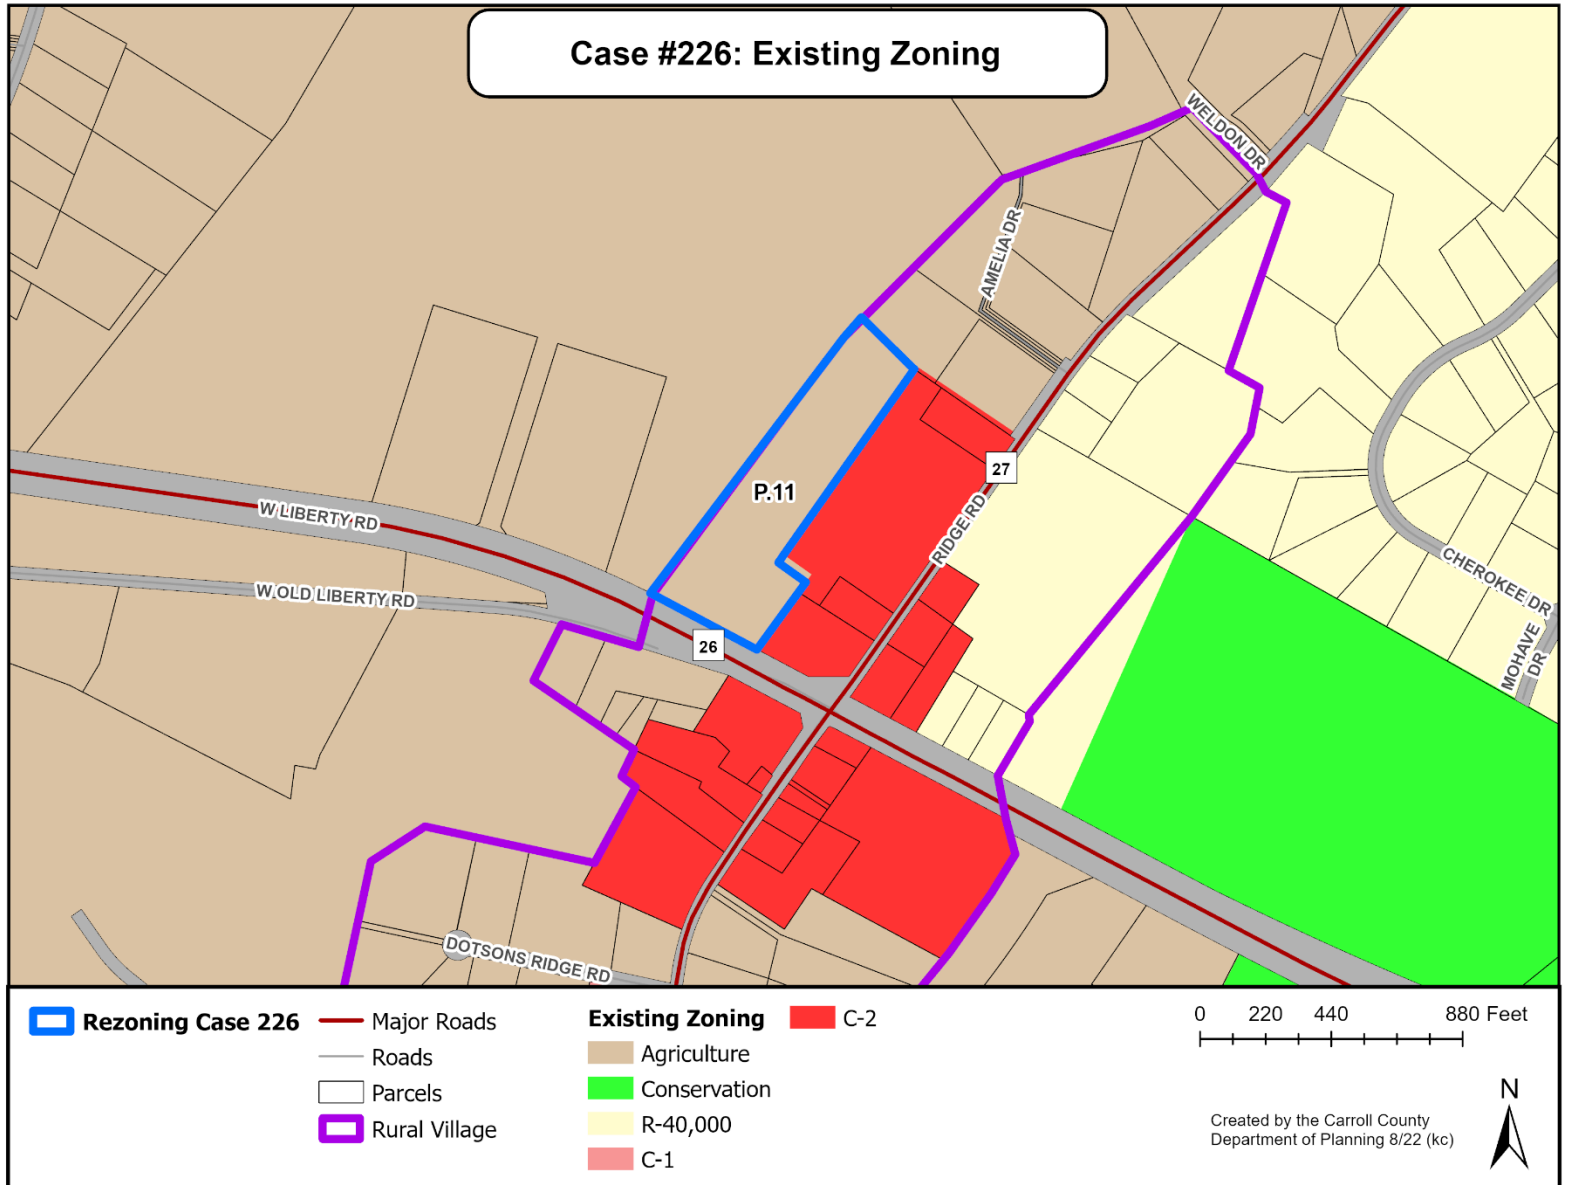 Case #226: Existing Zoning
WELDON DR
AMELIA DR
27
P.11
W LIBERTY RD
RIDGE RD
CHEROKEE DR
W OLD LIBERTY RD
MOHAVE
DR
26
DOTSONS RIDGE RD
Rezoning Case 226
Major Roads
Roads
Parcels
Rural Village
Existing Zoning
Agriculture
Conservation
R-40,000
C-1
C-2
0 220 440 880 Feet
N
Created by the Carroll County
Department of Planning 8/22 (kc)